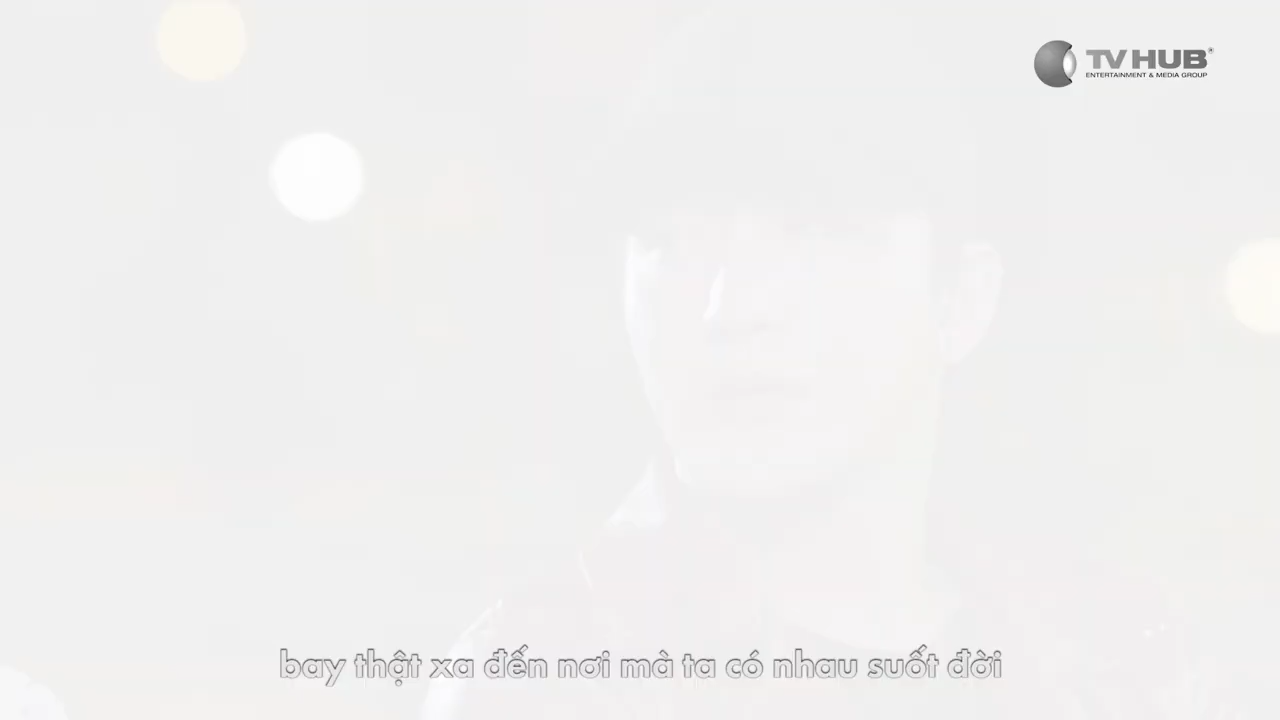 TV HUB®
ENTERTAINMENT & MEDIA GROUP
bay thật xa đến nơi mà ta có nhau suốt đời